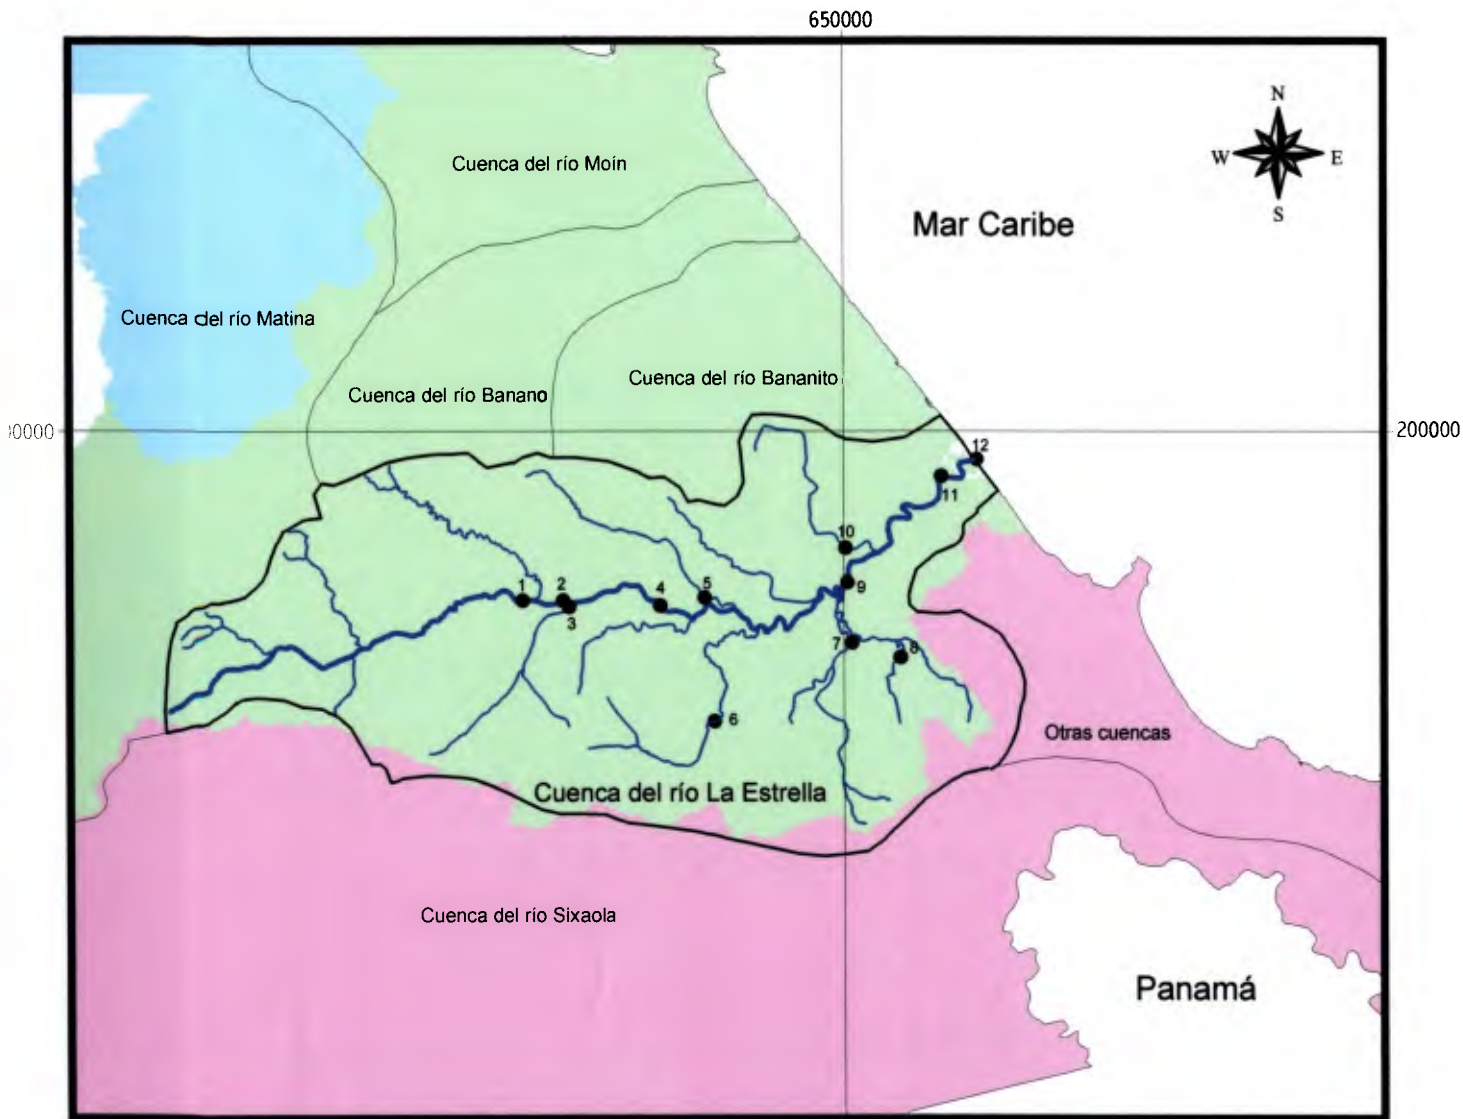 650000
N
W E
S
Cuenca del río Moín
Mar Caribe
Cuenca del río Matina
Cuenca del río Banano
Cuenca del río Bananito
0000
200000
12
11
10
9
1
2
3
4
5
7
8
6
Otras cuencas
Cuenca del río La Estrella
Cuenca del río Sixaola
Panamá